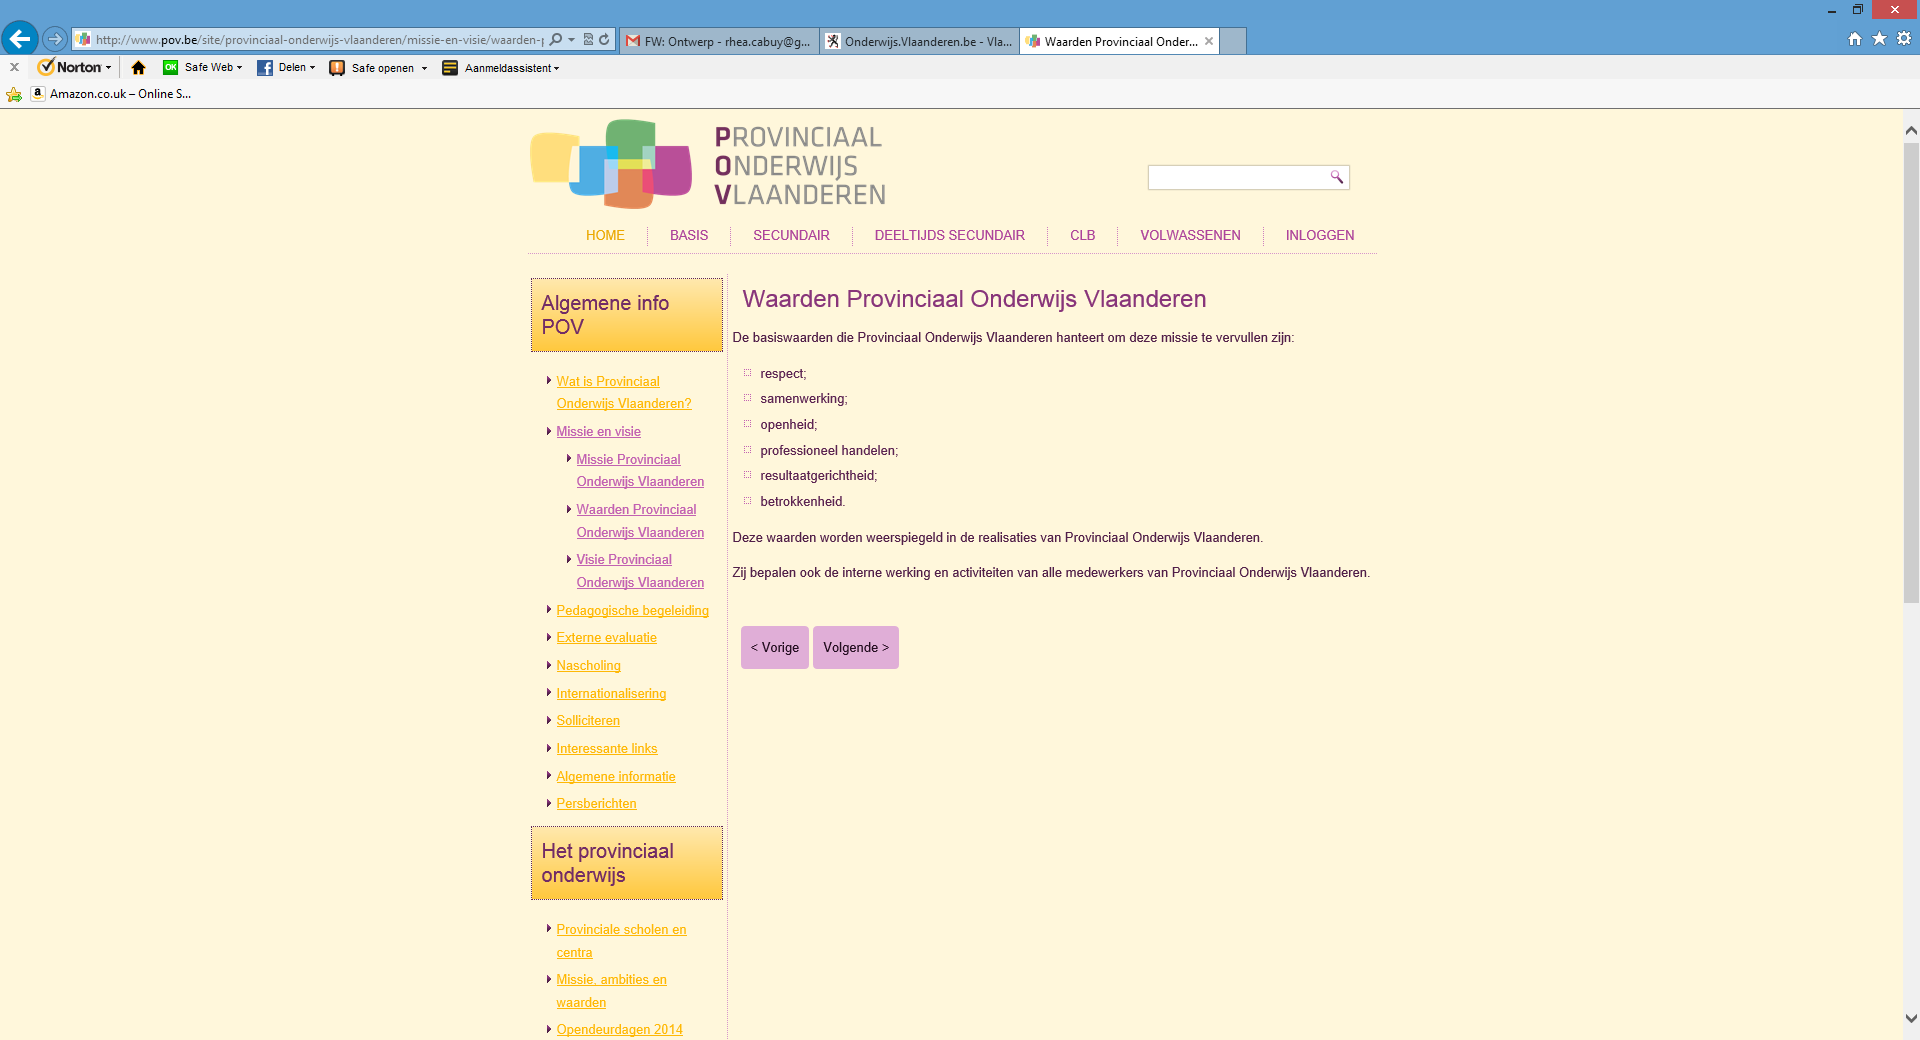 http://www.pov.be/site/provinciaal-onderwijs-vlaanderen/missie-en-visie/waarden-p
FW: Ontwerp - rhea.cabuy@g...
Onderwijs.Vlaanderen.be - Vla...
Waarden Provinciaal Onder...
Norton
OK
Safe Web
Delen
Safe openen
Aanmeldassistent
Amazon.co.uk – Online S...
PROVINCIAAL
ONDERWIJS
VLAANDEREN
HOME
BASIS
SECUNDAIR
DEELTIJDS SECUNDAIR
CLB
VOLWASSENEN
INLOGGEN
Algemene info
POV
Wat is Provinciaal
Onderwijs Vlaanderen?
Missie en visie
Missie Provinciaal
Onderwijs Vlaanderen
Waarden Provinciaal
Onderwijs Vlaanderen
Visie Provinciaal
Onderwijs Vlaanderen
Pedagogische begeleiding
Externe evaluatie
Nascholing
Internationalisering
Solliciteren
Interessante links
Algemene informatie
Persberichten
Het provinciaal
onderwijs
Provinciale scholen en
centra
Missie, ambities en
waarden
Opendeurdagen 2014
Waarden Provinciaal Onderwijs Vlaanderen
De basiswaarden die Provinciaal Onderwijs Vlaanderen hanteert om deze missie te vervullen zijn:
respect;
samenwerking;
openheid;
professioneel handelen;
resultaatgerichtheid;
betrokkenheid.
Deze waarden worden weerspiegeld in de realisaties van Provinciaal Onderwijs Vlaanderen.
Zij bepalen ook de interne werking en activiteiten van alle medewerkers van Provinciaal Onderwijs Vlaanderen.
< Vorige
Volgende >